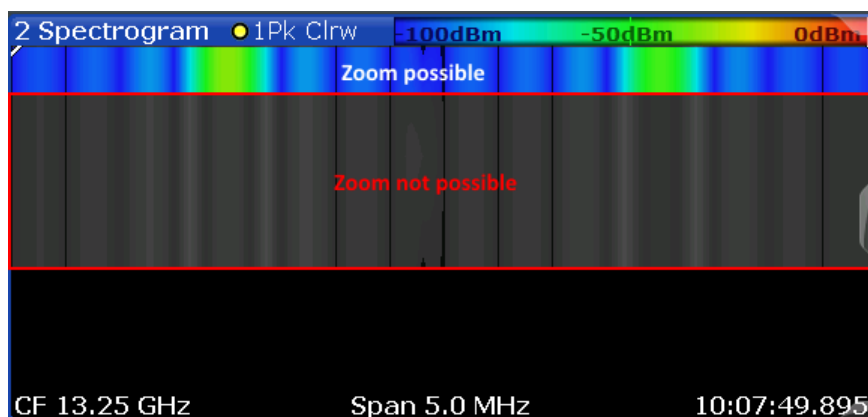 2 Spectrogram 1Pk Clrw -100dBm -50dBm 0dBm
Zoom possible
Zoom not possible
CF 13.25 GHz Span 5.0 MHz 10:07:49.895